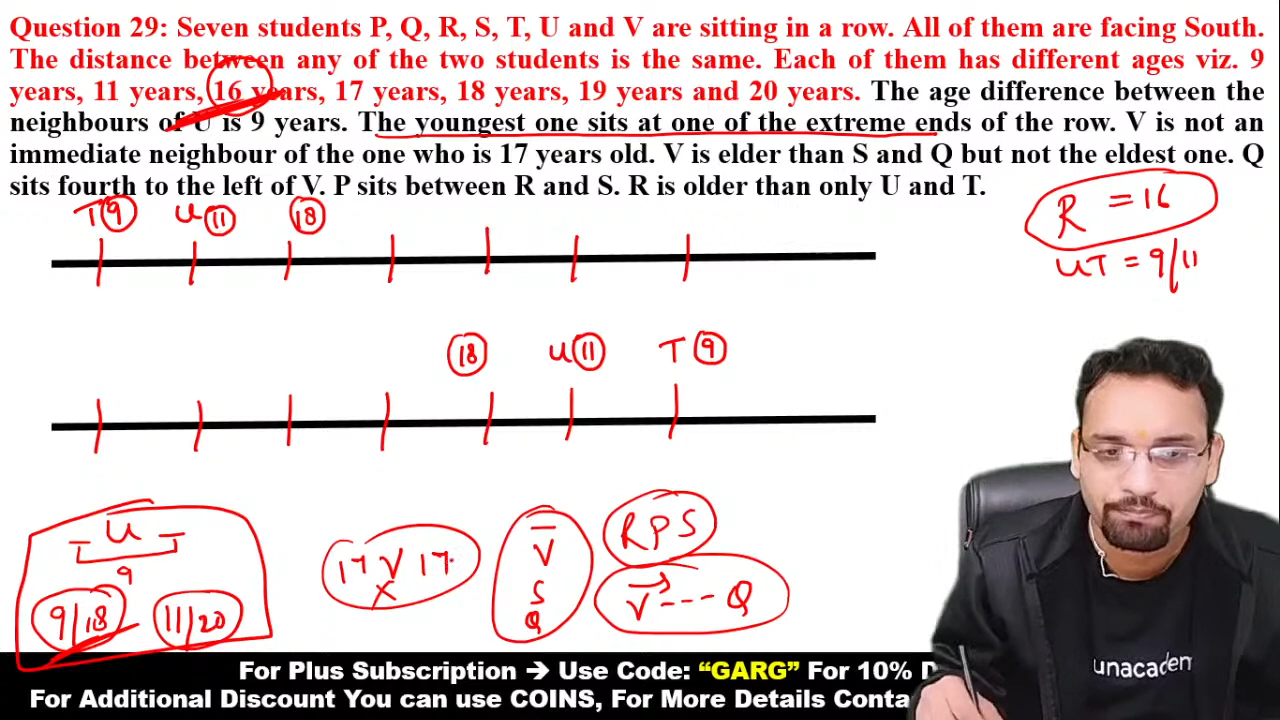 Question 29: Seven students P, Q, R, S, T, U and V are sitting in a row. All of them are facing South.
The distance between any of the two students is the same. Each of them has different ages viz. 9
years, 11 years, 16 years, 17 years, 18 years, 19 years and 20 years. The age difference between the
neighbours of U is 9 years. The youngest one sits at one of the extreme ends of the row. V is not an
immediate neighbour of the one who is 17 years old. V is elder than S and Q but not the eldest one. Q
sits fourth to the left of V. P sits between R and S. R is older than only U and T.
R = 16
T 9 U 11 18
UT = 9/11
18 U 11 T 9
U
9
9/18 11/20
17 V 17
X
V
S
Q
RPS
V --- Q
unacadem
For Plus Subscription → Use Code: “GARG” For 10% D
For Additional Discount You can use COINS, For More Details Conta